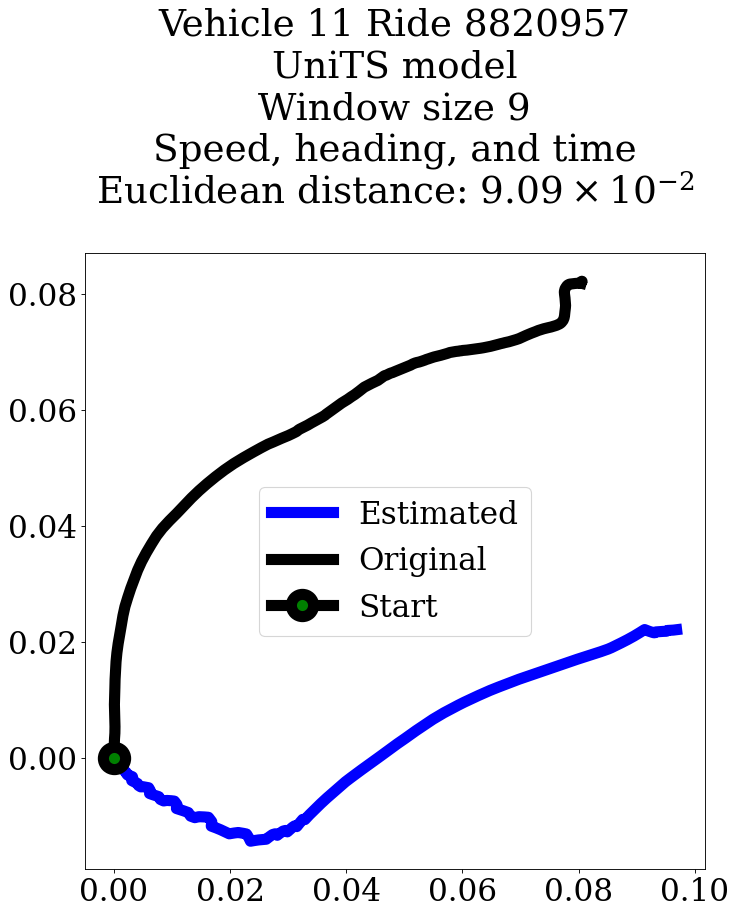 Vehicle 11 Ride 8820957
UniTS model
Window size 9
Speed, heading, and time
Euclidean distance: 9.09 × 10⁻²
0.08
0.06
0.04
0.02
0.00
Estimated
Original
Start
0.00 0.02 0.04 0.06 0.08 0.10